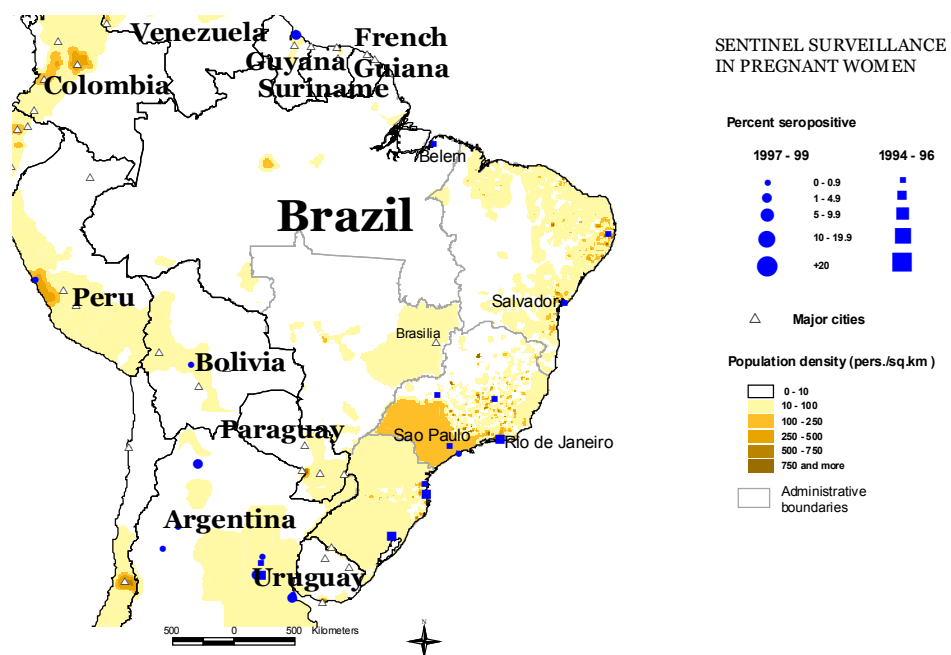 Venezuela
French
Guyana
Guiana
Suriname
Colombia
Belem
Brazil
Peru
Salvador
Brasilia
Bolivia
Paraguay
Sao Paulo
Rio de Janeiro
Argentina
Uruguay
500 0 500 Kilometers
SENTINEL SURVEILLANCE
IN PREGNANT WOMEN
Percent seropositive
1997 - 99 1994 - 96
0 - 0.9
1 - 4.9
5 - 9.9
10 - 19.9
+20
Major cities
Population density (pers./sq.km )
0 - 10
10 - 100
100 - 250
250 - 500
500 - 750
750 and more
Administrative
boundaries